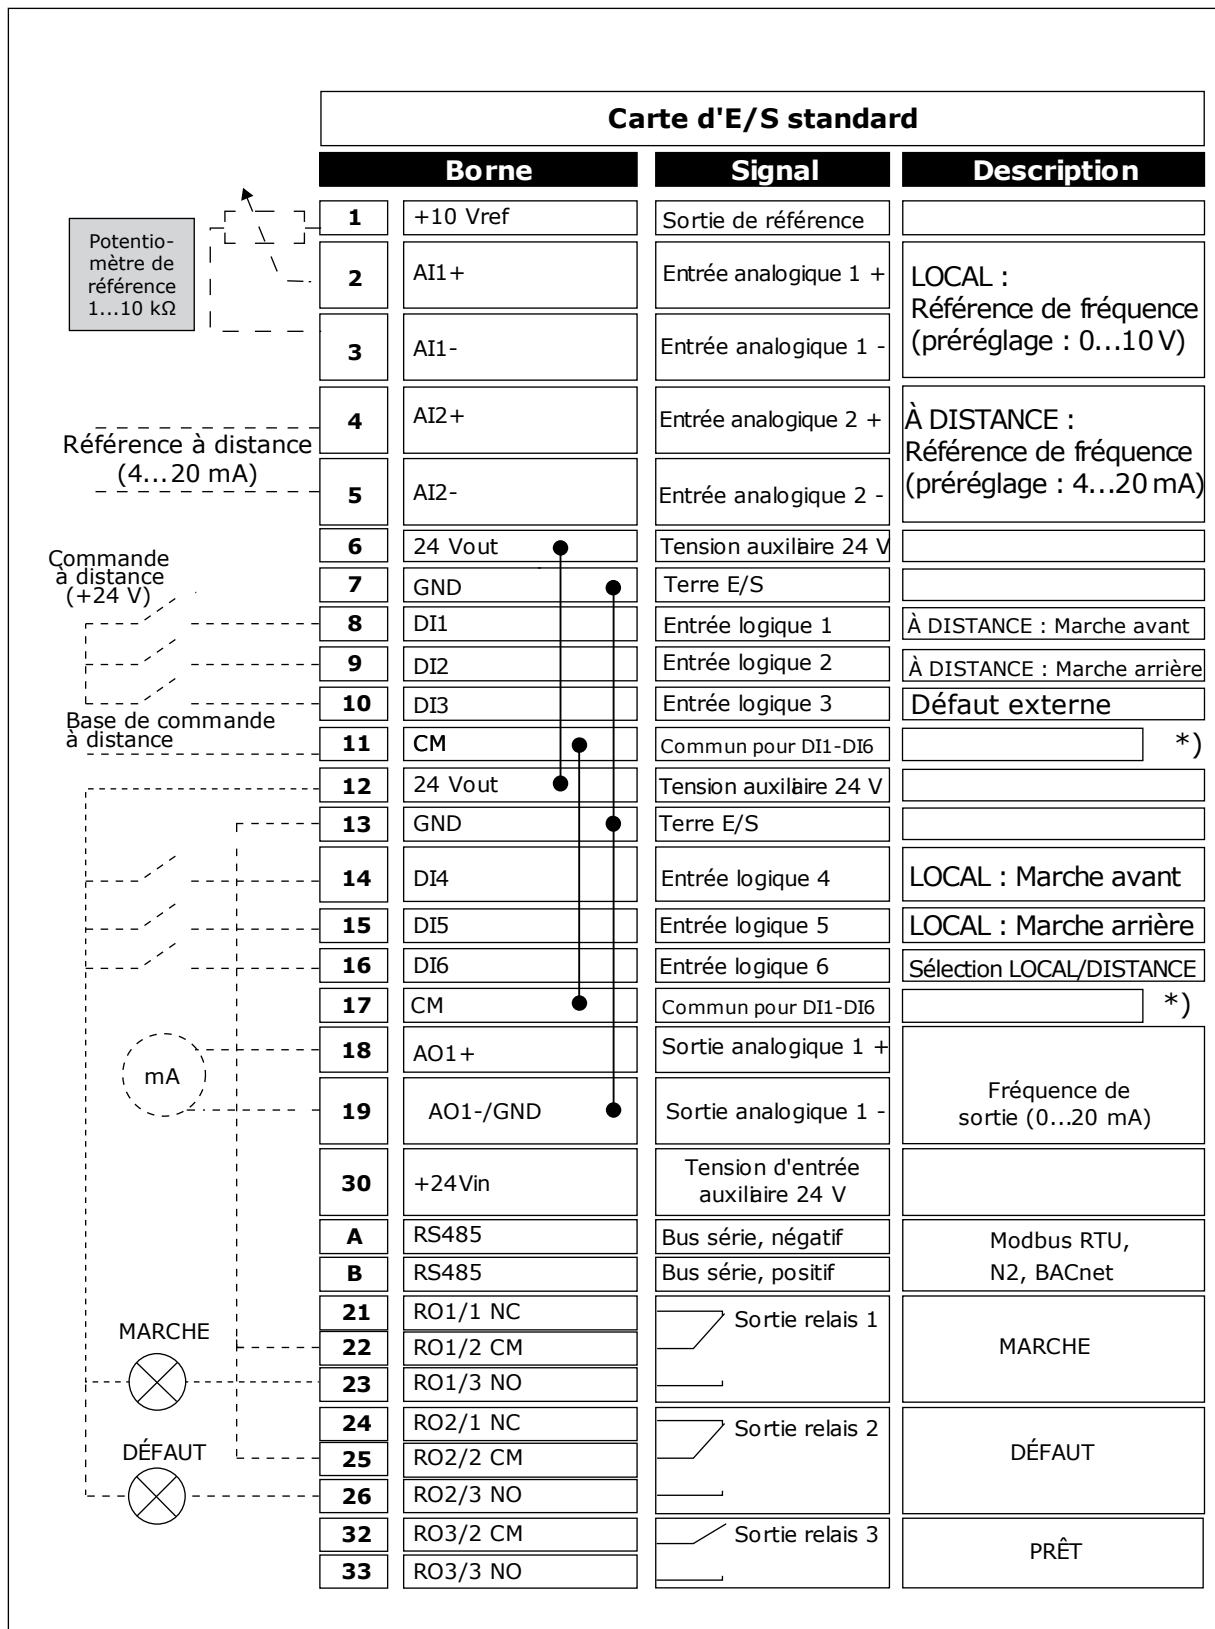 Carte d'E/S standard
Borne Signal Description
1 +10 Vref Sortie de référence
Potentio-
mètre de
référence
1...10 kΩ
2 AI1+ Entrée analogique 1 +
3 AI1- Entrée analogique 1 -
LOCAL :
Référence de fréquence
(préréglage : 0...10 V)
Référence à distance
(4...20 mA)
4 AI2+ Entrée analogique 2 +
5 AI2- Entrée analogique 2 -
À DISTANCE :
Référence de fréquence
(préréglage : 4...20 mA)
6 24 Vout Tension auxiliaire 24 V
Commande
à distance
(+24 V)
7 GND Terre E/S
8 DI1 Entrée logique 1 À DISTANCE : Marche avant
9 DI2 Entrée logique 2 À DISTANCE : Marche arrière
10 DI3 Entrée logique 3 Défaut externe
Base de commande
à distance
11 CM Commun pour DI1-DI6 *)
12 24 Vout Tension auxiliaire 24 V
13 GND Terre E/S
14 DI4 Entrée logique 4 LOCAL : Marche avant
15 DI5 Entrée logique 5 LOCAL : Marche arrière
16 DI6 Entrée logique 6 Sélection LOCAL/DISTANCE
17 CM Commun pour DI1-DI6 *)
mA
18 AO1+ Sortie analogique 1 +
19 AO1-/GND Sortie analogique 1 -
Fréquence de
sortie (0...20 mA)
30 +24Vin Tension d'entrée
auxiliaire 24 V
A RS485 Bus série, négatif
B RS485 Bus série, positif
Modbus RTU,
N2, BACnet
MARCHE
21 RO1/1 NC Sortie relais 1
22 RO1/2 CM MARCHE
23 RO1/3 NO
DÉFAUT
24 RO2/1 NC Sortie relais 2
25 RO2/2 CM DÉFAUT
26 RO2/3 NO
32 RO3/2 CM Sortie relais 3
33 RO3/3 NO
PRÊT